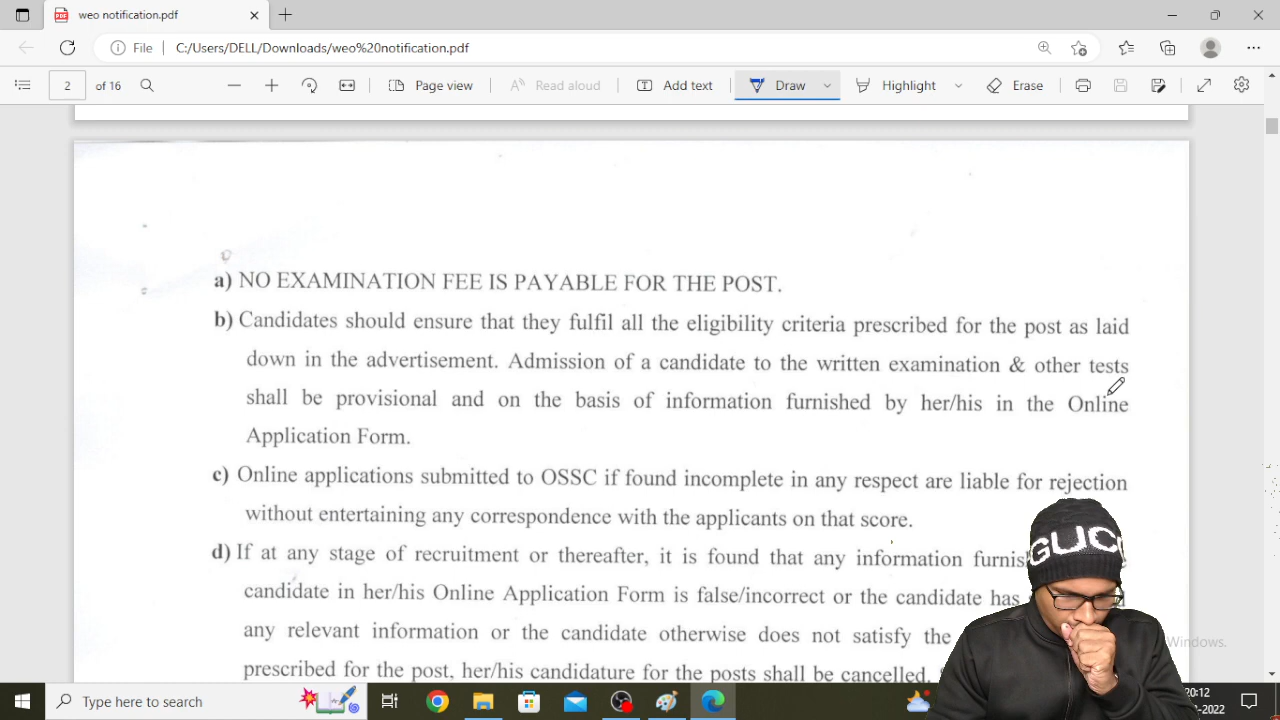 weo notification.pdf
File
C:/Users/DELL/Downloads/weo%20notification.pdf
2
of 16
Page view
Read aloud
Add text
Draw
Highlight
Erase
a) NO EXAMINATION FEE IS PAYABLE FOR THE POST.
b) Candidates should ensure that they fulfil all the eligibility criteria prescribed for the post as laid
down in the advertisement. Admission of a candidate to the written examination & other tests
shall be provisional and on the basis of information furnished by her/his in the Online
Application Form.
c) Online applications submitted to OSSC if found incomplete in any respect are liable for rejection
without entertaining any correspondence with the applicants on that score.
d) If at any stage of recruitment or thereafter, it is found that any information
candidate in her/his Online Application Form is false/incorrect or the candidate has
any relevant information or the candidate otherwise does not satisfy the
prescribed for the post, her/his candidature for the posts shall be cancelled.
GUCC
Windows.
Type here to search
20:12
-2022